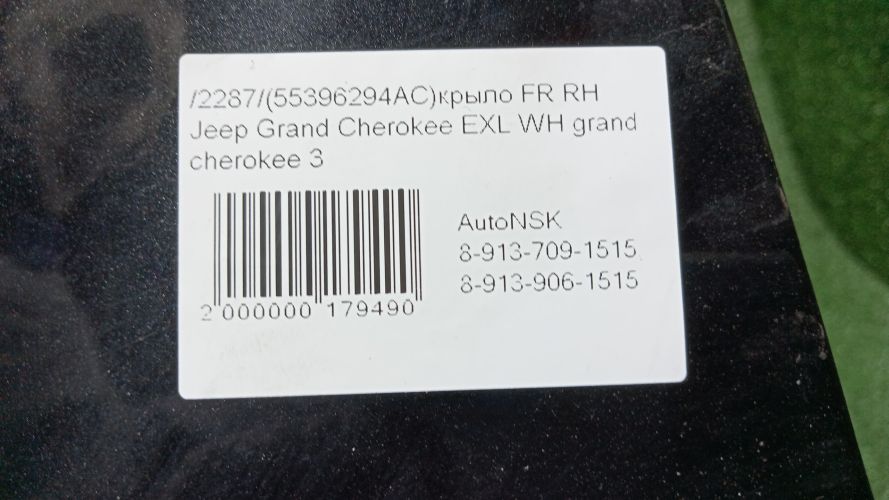 /2287/(55396294AC)крыло FR RH
Jeep Grand Cherokee EXL WH grand
cherokee 3
AutoNSK
8-913-709-1515
8-913-906-1515
2 000000 179490